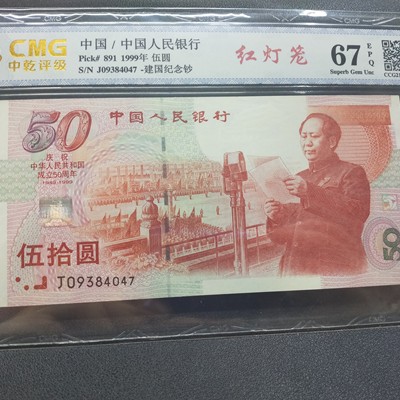 CMG
中乾评级
中国 / 中国人民银行
Pick# 891 1999年 伍圆
S/N J09384047 -建国纪念钞
红灯笼
67
EPQ
Superb Gem Unc
50
中国人民银行
庆祝
中华人民共和国
成立50周年
1949-1999
伍拾圆
J09384047
50